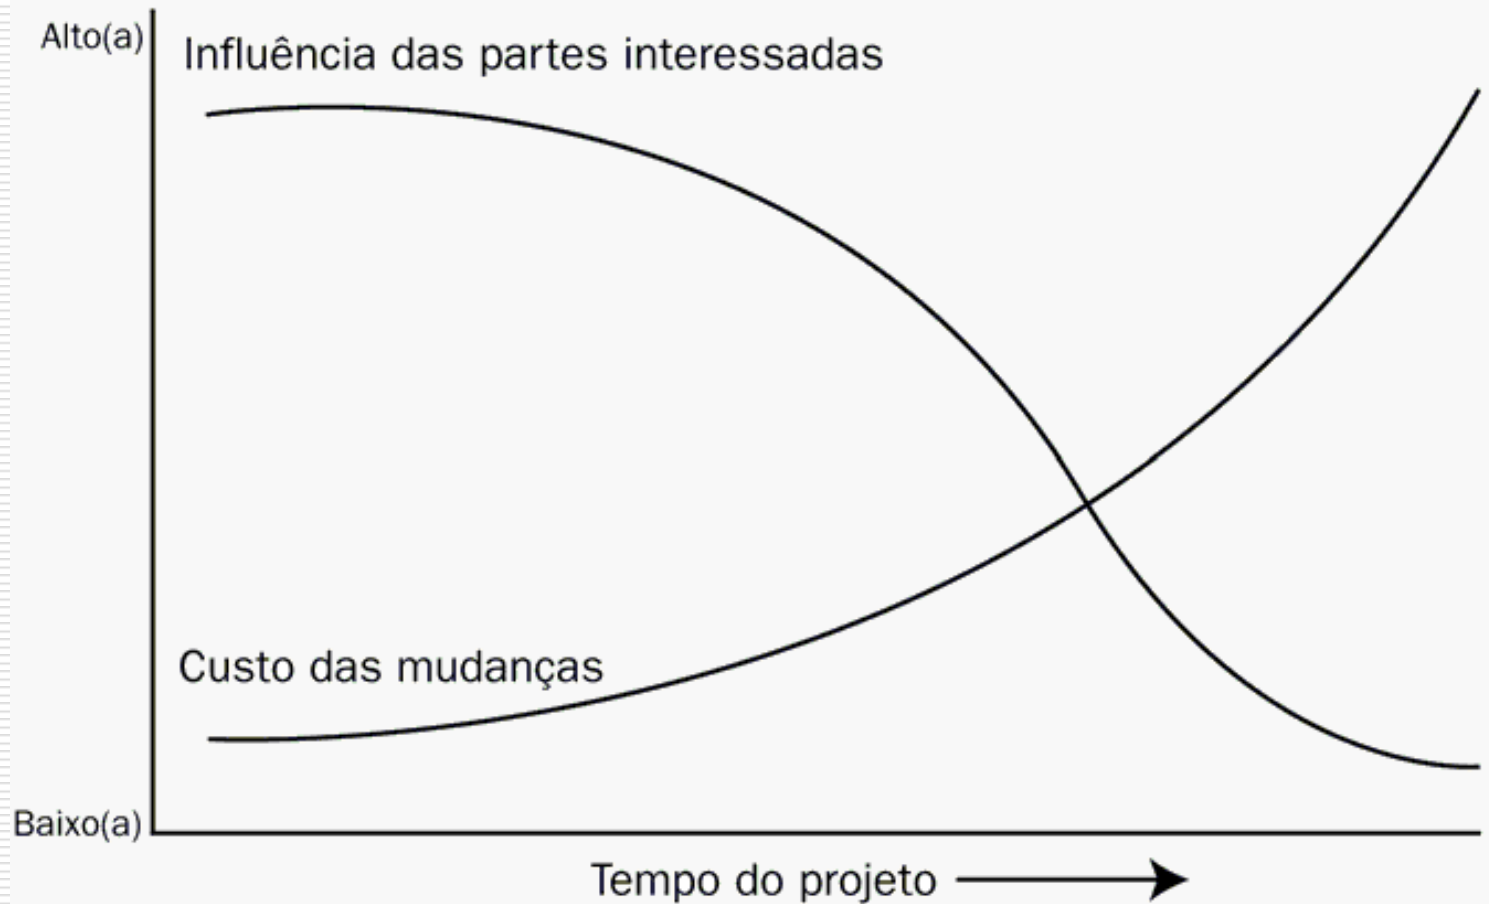 Alto(a)
Influência das partes interessadas
Custo das mudanças
Baixo(a)
Tempo do projeto